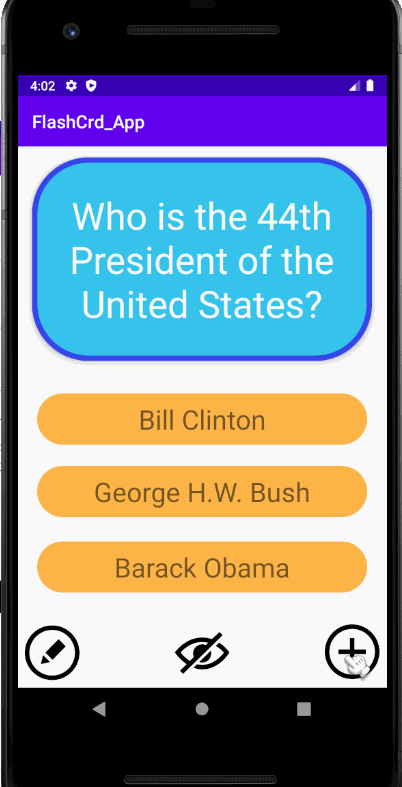 4:02
FlashCrd_App
Who is the 44th
President of the
United States?
Bill Clinton
George H.W. Bush
Barack Obama